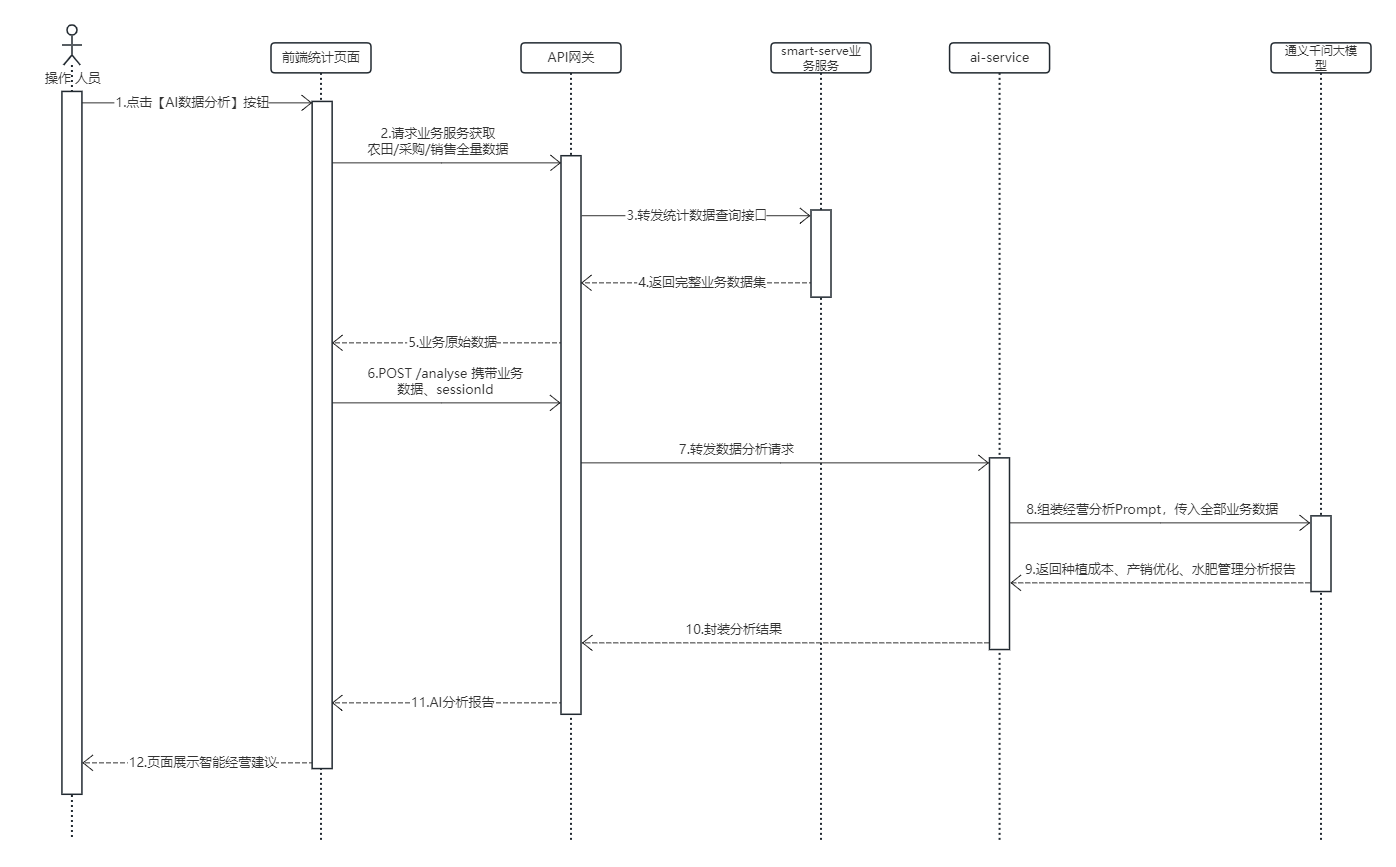 操作人员
前端统计页面
API网关
smart-serve业
务服务
ai-service
通义千问大模
型
1.点击【AI数据分析】按钮
2.请求业务服务获取
农田/采购/销售全量数据
3.转发统计数据查询接口
4.返回完整业务数据集
5.业务原始数据
6.POST /analyse 携带业务
数据、sessionId
7.转发数据分析请求
8.组装经营分析Prompt，传入全部业务数据
9.返回种植成本、产销优化、水肥管理分析报告
10.封装分析结果
11.AI分析报告
12.页面展示智能经营建议